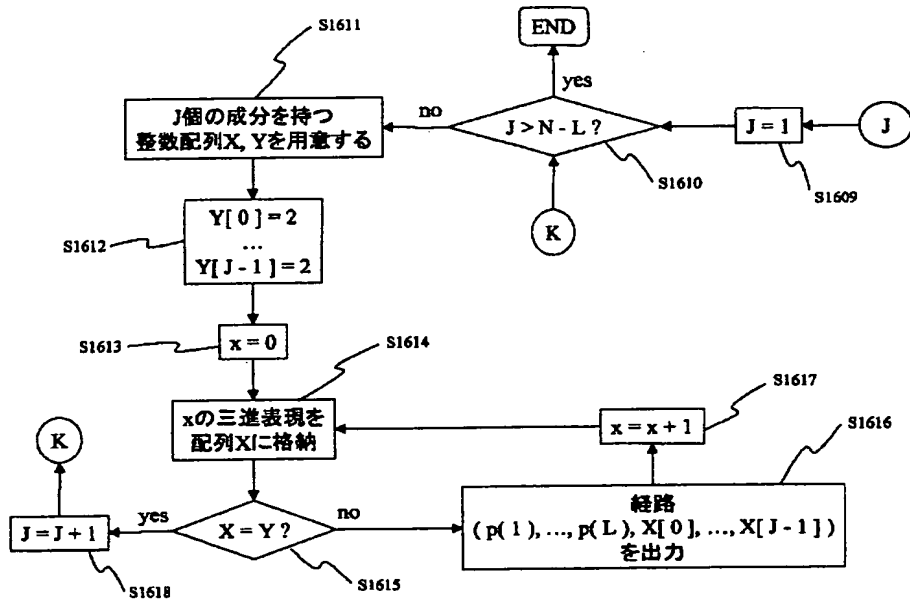 S1611
END
yes
J個の成分を持つ
整数配列X, Yを用意する
no
J > N - L ?
J = 1
J
S1610
S1609
K
Y[ 0 ] = 2
...
Y[ J - 1 ] = 2
S1612
x = 0
S1613
S1614
xの三進表現を
配列Xに格納
x = x + 1
S1617
S1616
K
経路
( p( 1 ), ..., p( L ), X[ 0 ], ..., X[ J - 1 ] )
を出力
J = J + 1
yes
X = Y ?
no
S1618
S1615